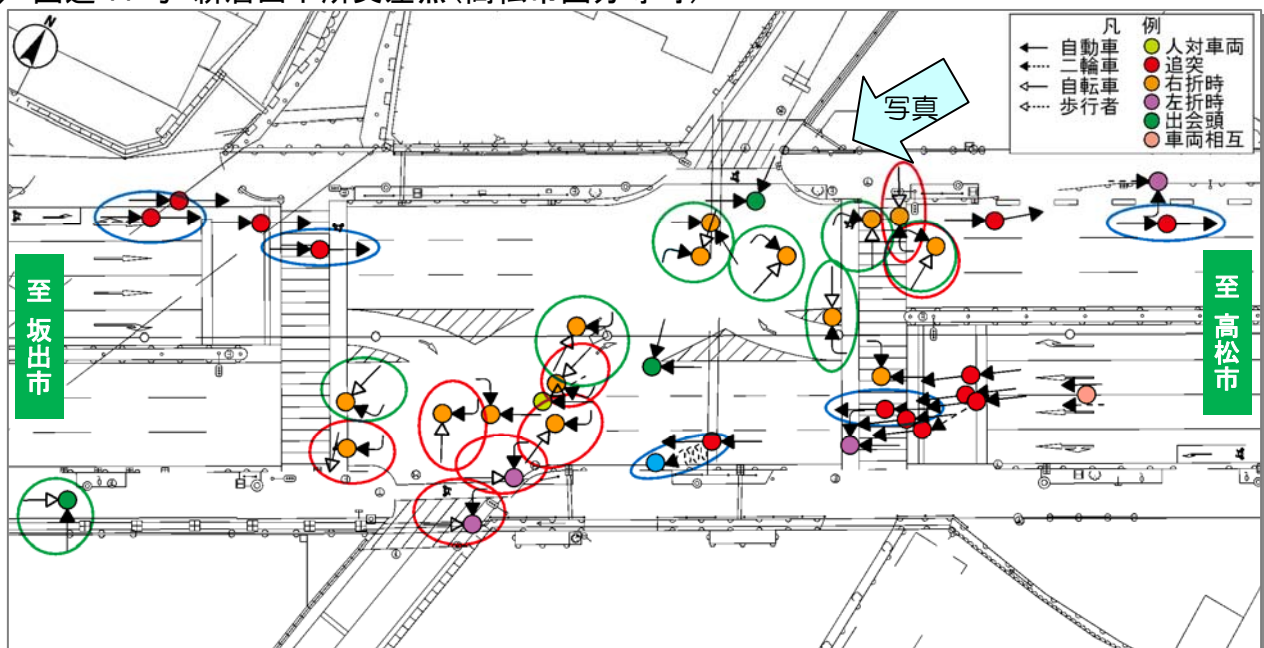 N
凡 例
自動車
二輪車
自転車
歩行者
人対車両
追突
右折時
左折時
出会頭
車両相互
写真
至 坂出市
至 高松市